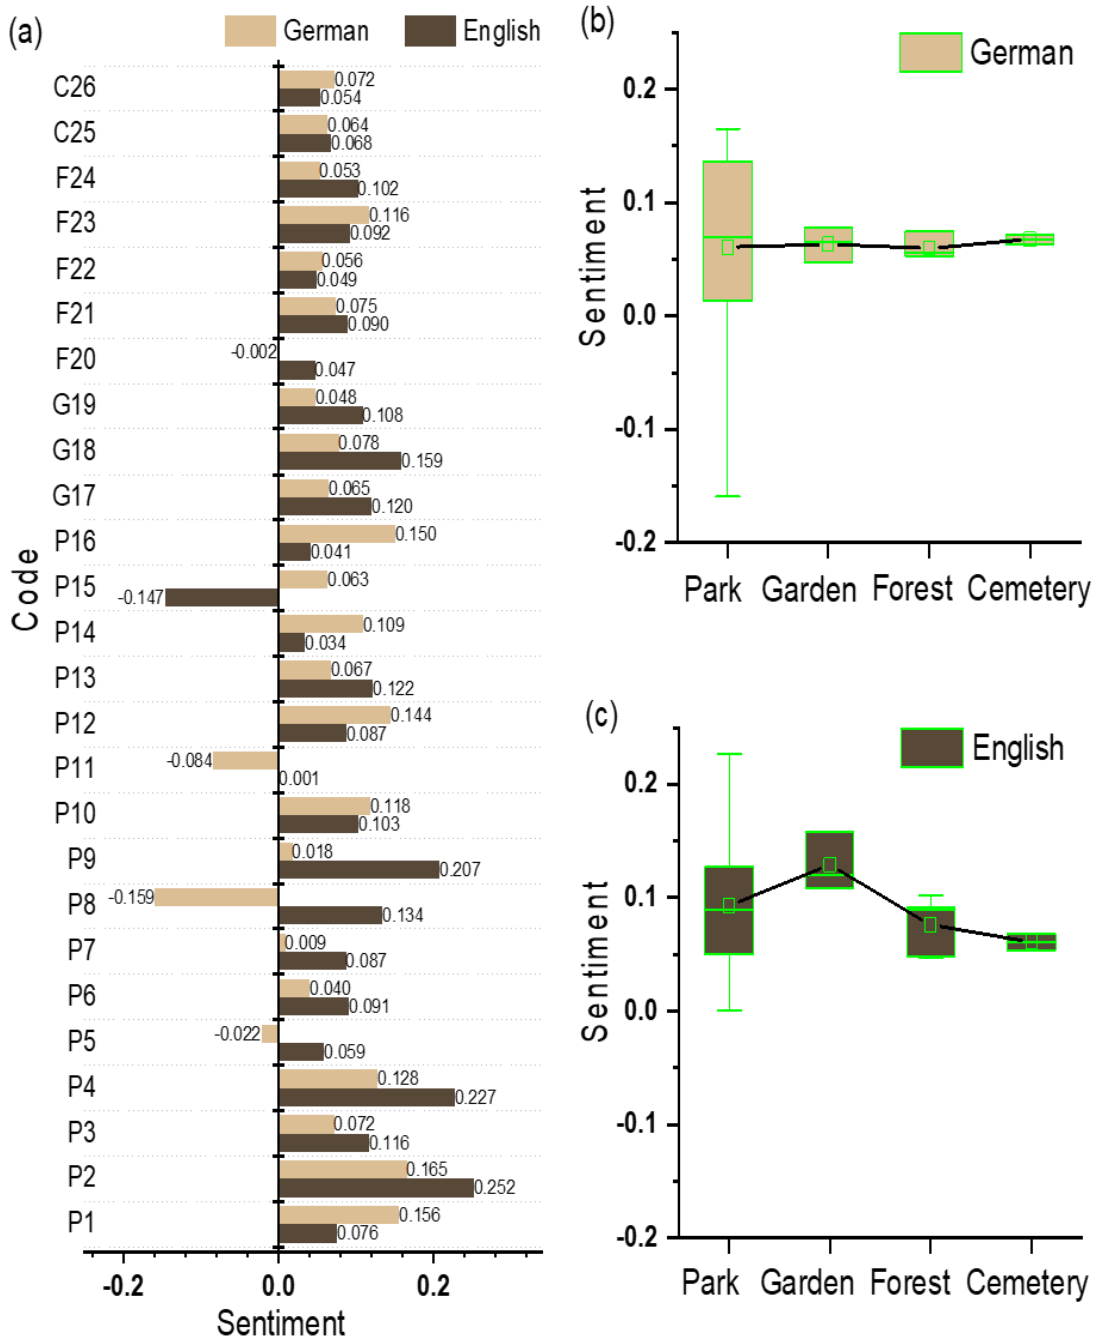 (a)
German
English
Code
C26
0.072
0.054
C25
0.064
0.068
F24
0.053
0.102
F23
0.116
0.092
F22
0.056
0.049
F21
0.075
0.090
F20
-0.002
0.047
G19
0.048
0.108
G18
0.078
0.159
G17
0.065
0.120
P16
0.150
0.041
P15
0.063
-0.147
P14
0.109
0.034
P13
0.067
0.122
P12
0.144
0.087
P11
-0.084
0.001
P10
0.118
0.103
P9
0.018
0.207
P8
-0.159
0.134
P7
0.009
0.087
P6
0.040
0.091
P5
-0.022
0.059
P4
0.128
0.227
P3
0.072
0.116
P2
0.165
0.252
P1
0.156
0.076
-0.2 0.0 0.2
Sentiment
(b)
German
Sentiment
0.2
0.1
0.0
-0.1
-0.2
Park Garden Forest Cemetery
(c)
English
Sentiment
0.2
0.1
0.0
-0.1
-0.2
Park Garden Forest Cemetery